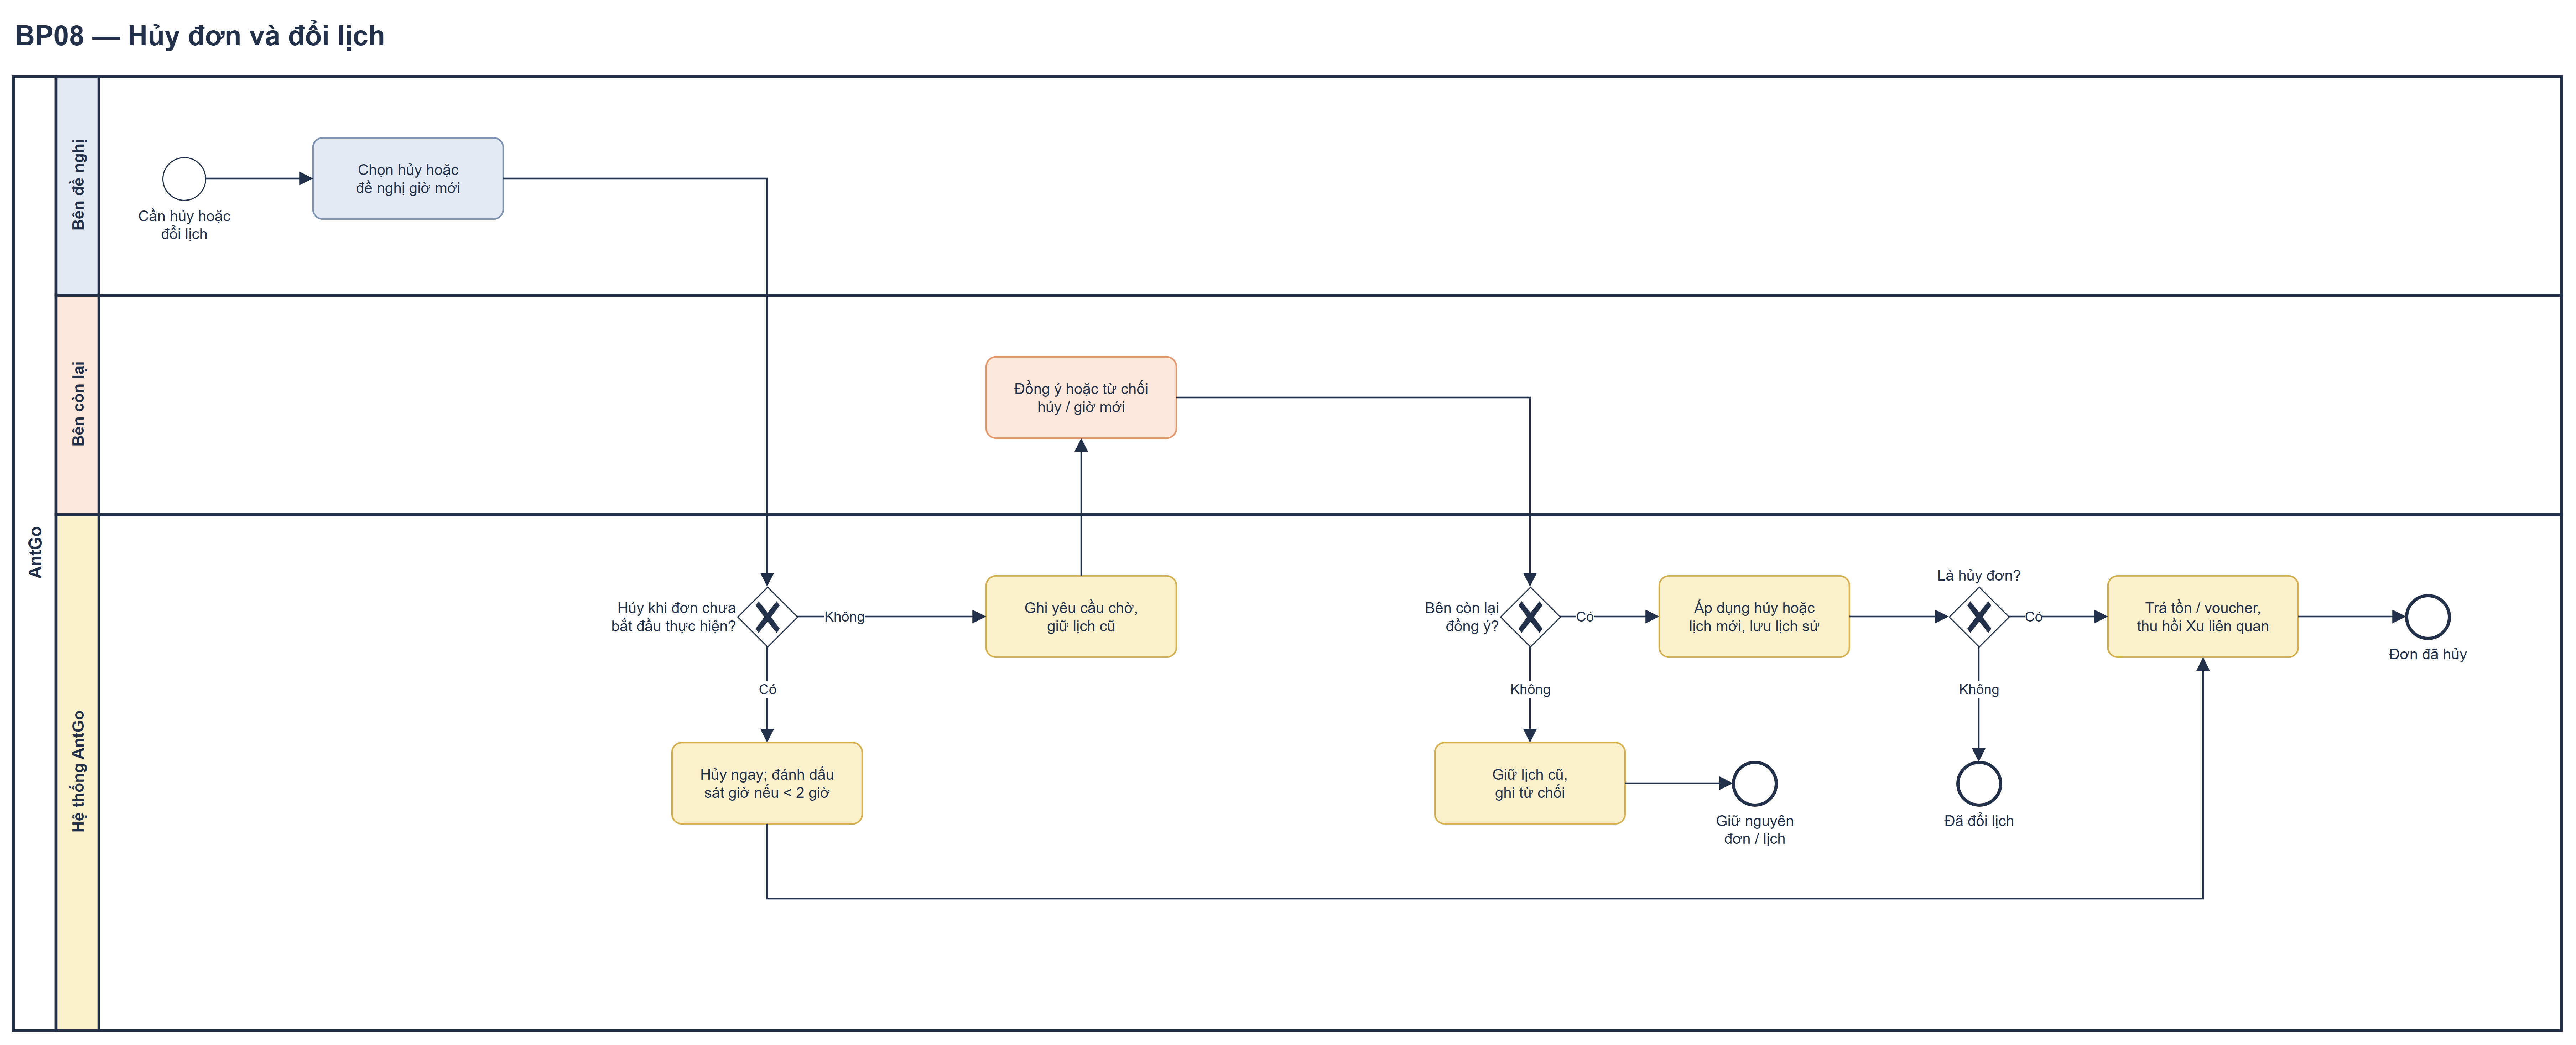 BP08 — Hủy đơn và đổi lịch
AntGo
Bên đề nghị
Cần hủy hoặc
đổi lịch
Chọn hủy hoặc
đề nghị giờ mới
Bên còn lại
Đồng ý hoặc từ chối
hủy / giờ mới
Hệ thống AntGo
Hủy khi đơn chưa
bắt đầu thực hiện?
Không
Có
Ghi yêu cầu chờ,
giữ lịch cũ
Hủy ngay; đánh dấu
sát giờ nếu < 2 giờ
Bên còn lại
đồng ý?
Có
Không
Áp dụng hủy hoặc
lịch mới, lưu lịch sử
Giữ lịch cũ,
ghi từ chối
Giữ nguyên
đơn / lịch
Là hủy đơn?
Có
Không
Đã đổi lịch
Trả tồn / voucher,
thu hồi Xu liên quan
Đơn đã hủy